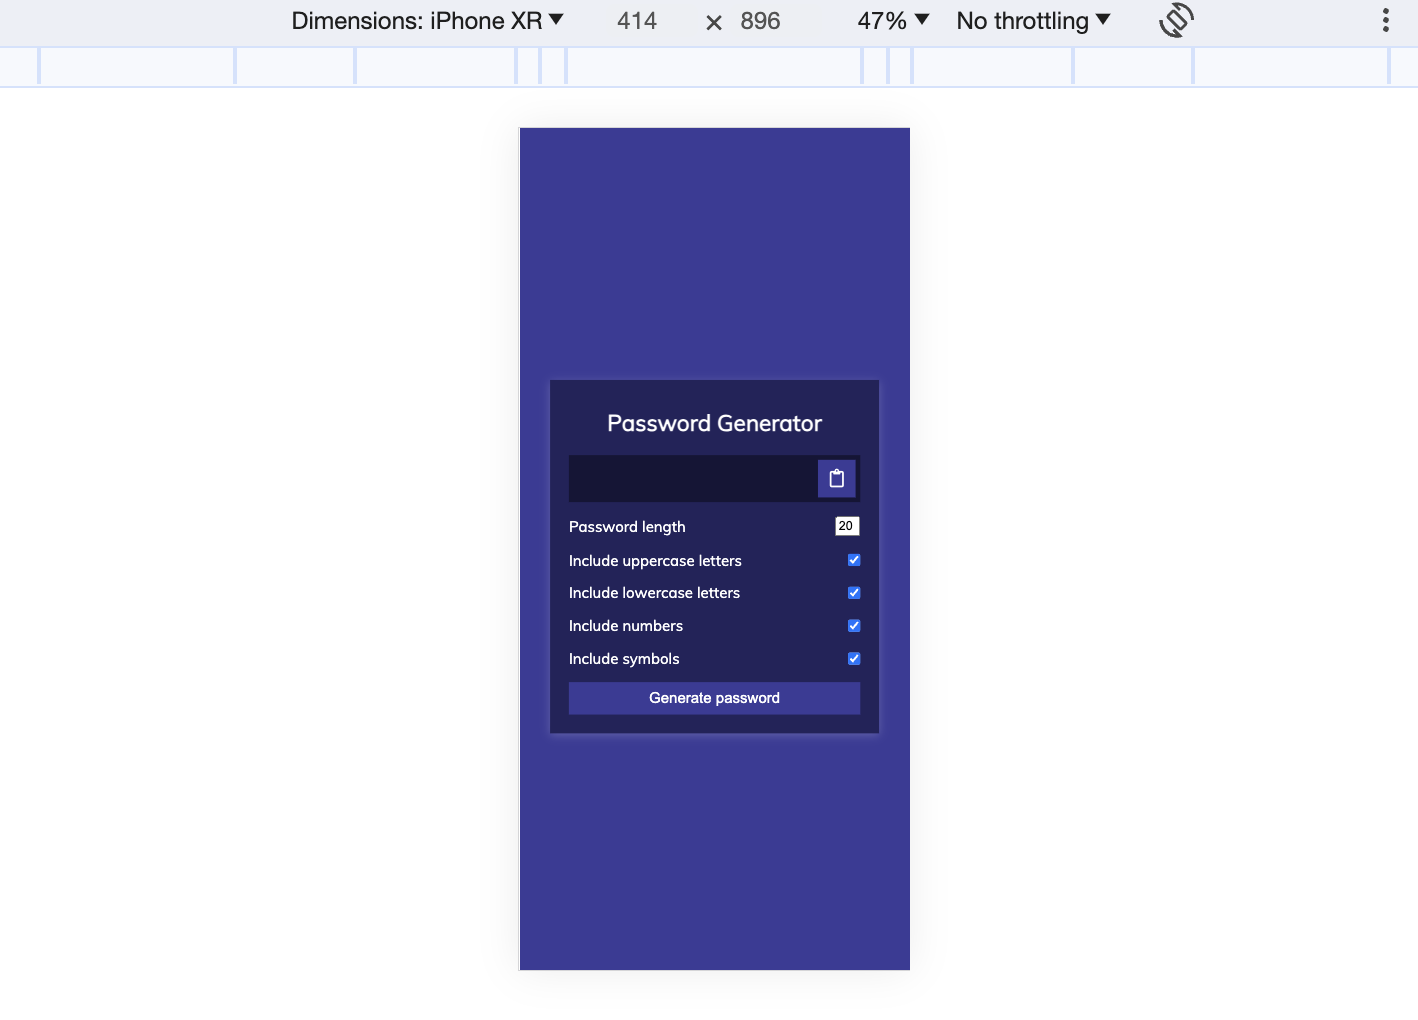 Dimensions: iPhone XR 414 × 896 47% No throttling
Password Generator
Password length 20
Include uppercase letters
Include lowercase letters
Include numbers
Include symbols
Generate password